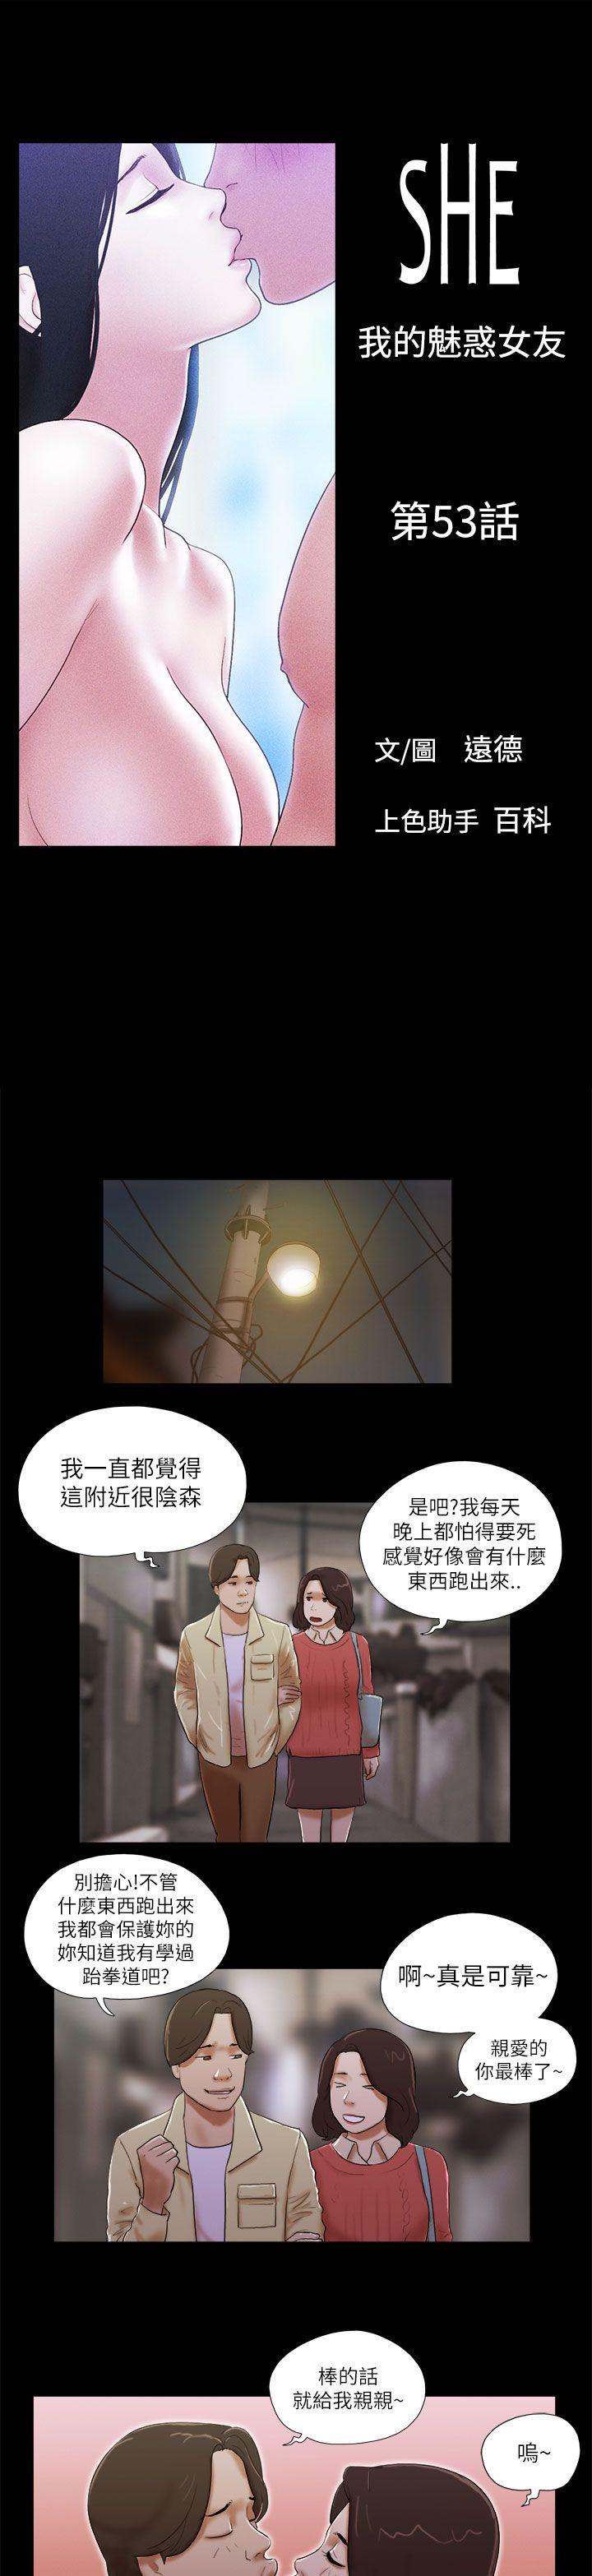 SHE
我的魅惑女友
第53話
文/圖 遠德
上色助手 百科
我一直都覺得
這附近很陰森
是吧?我每天
晚上都怕得要死
感覺好像會有什麼
東西跑出來..
別擔心!不管
什麼東西跑出來
我都會保護妳的
妳知道我有學過
跆拳道吧?
啊~真是可靠~
親愛的
你最棒了~
棒的話
就給我親親~
嗚~